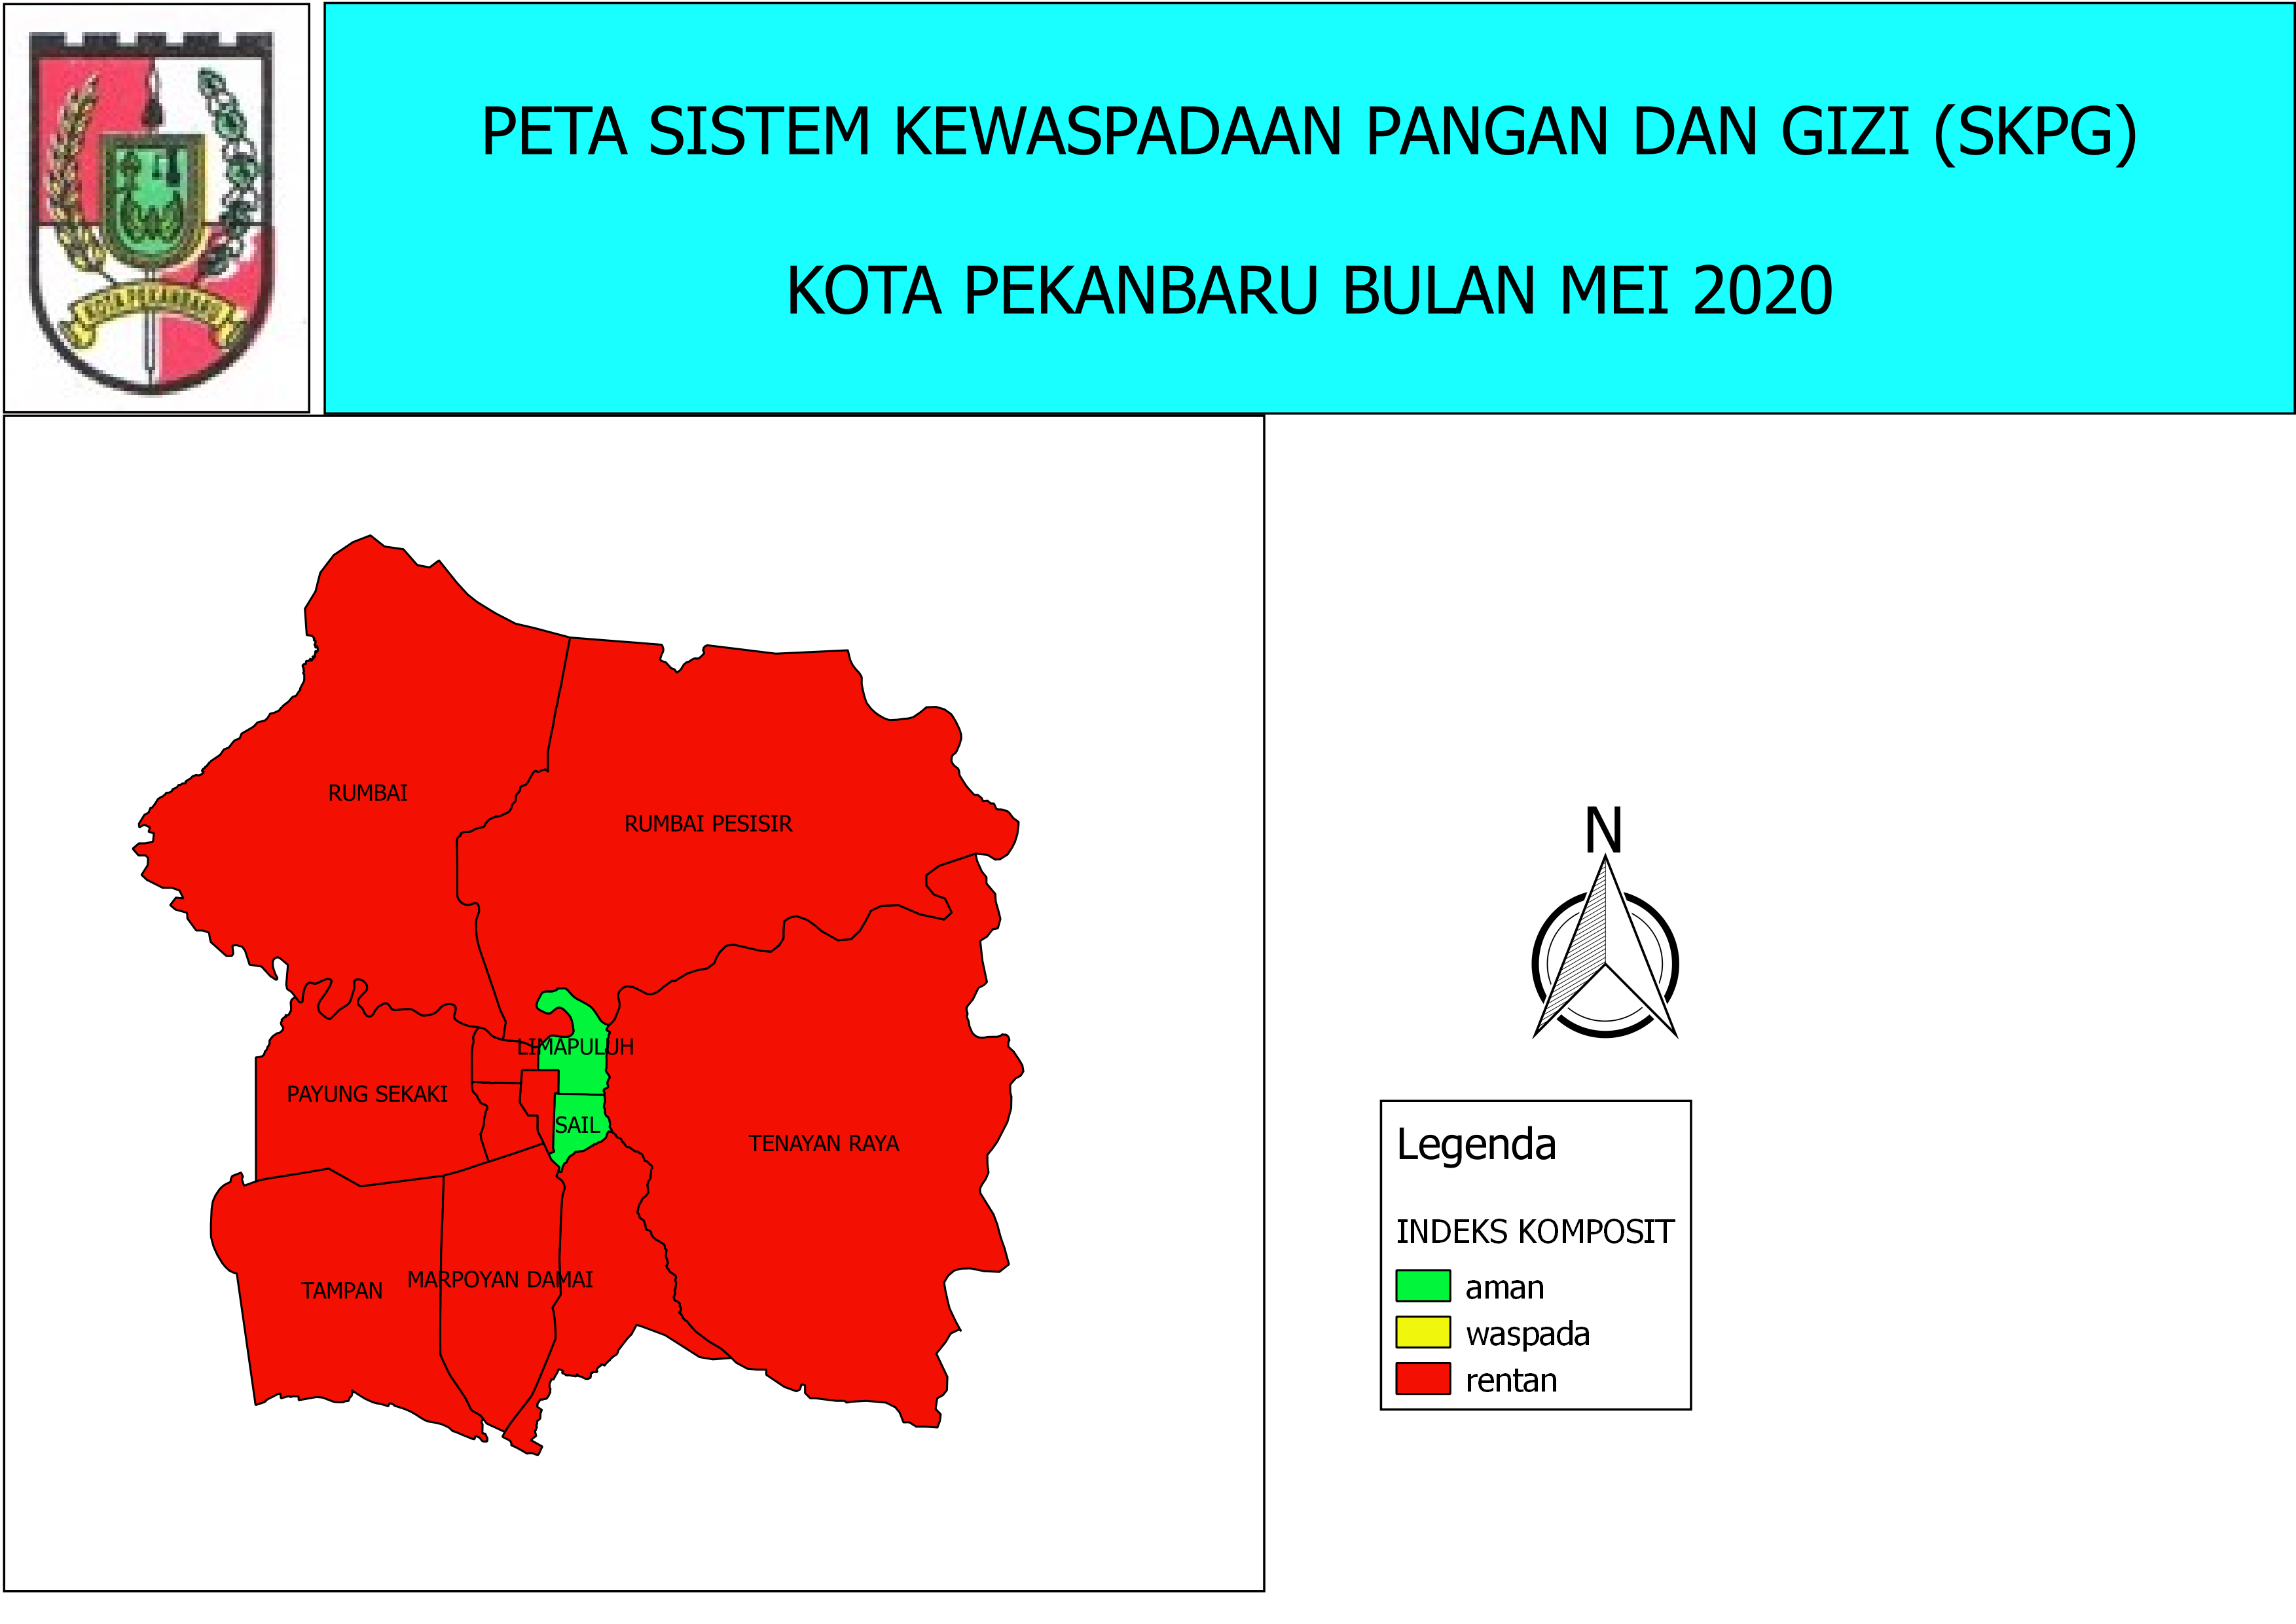 KOTA PEKANBARU
PETA SISTEM KEWASPADAAN PANGAN DAN GIZI (SKPG)
KOTA PEKANBARU BULAN MEI 2020
RUMBAI
RUMBAI PESISIR
LIMAPULUH
PAYUNG SEKAKI
SAIL
TENAYAN RAYA
MARPOYAN DAMAI
TAMPAN
N
Legenda
INDEKS KOMPOSIT
aman
waspada
rentan